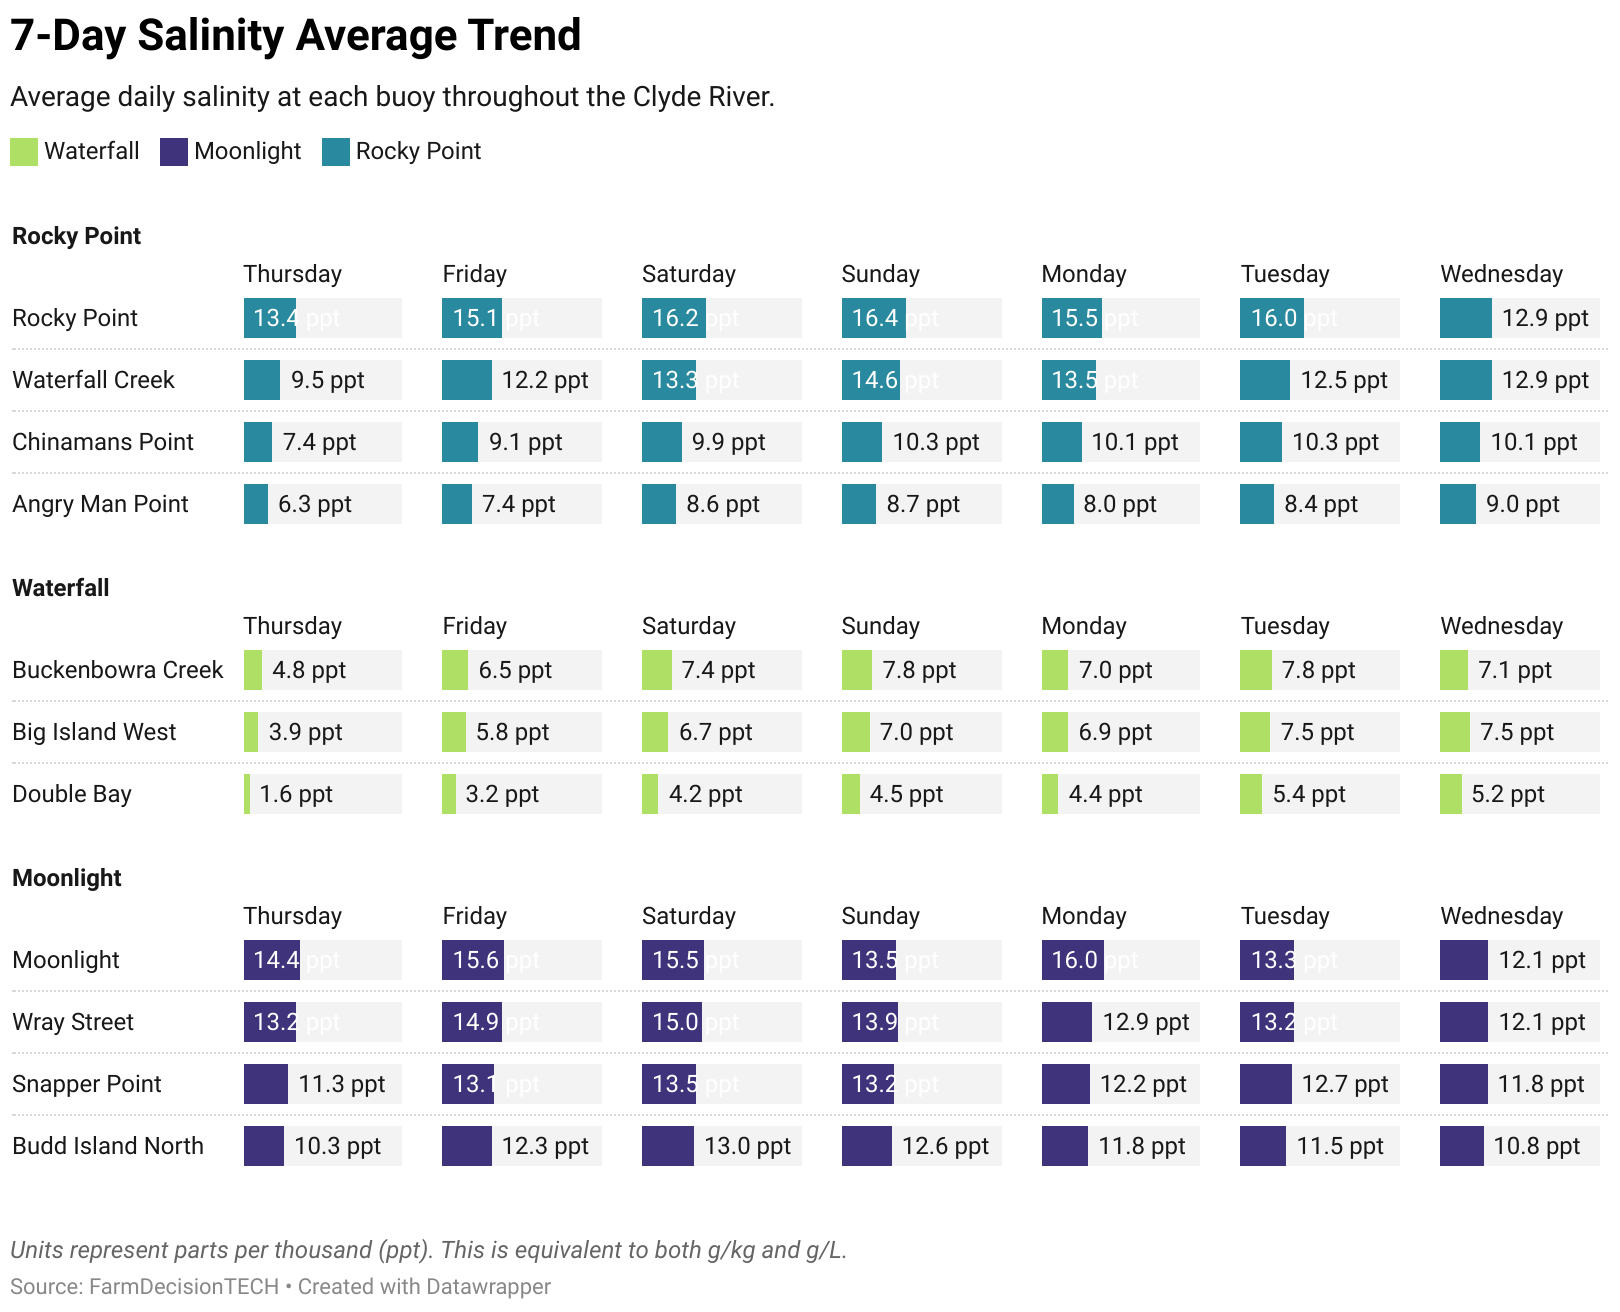 7-Day Salinity Average Trend
Average daily salinity at each buoy throughout the Clyde River.
Waterfall Moonlight Rocky Point
Rocky Point
Thursday Friday Saturday Sunday Monday Tuesday Wednesday
Rocky Point 13.4 ppt 15.1 ppt 16.2 ppt 16.4 ppt 15.5 ppt 16.0 ppt 12.9 ppt
Waterfall Creek 9.5 ppt 12.2 ppt 13.3 ppt 14.6 ppt 13.5 ppt 12.5 ppt 12.9 ppt
Chinamans Point 7.4 ppt 9.1 ppt 9.9 ppt 10.3 ppt 10.1 ppt 10.3 ppt 10.1 ppt
Angry Man Point 6.3 ppt 7.4 ppt 8.6 ppt 8.7 ppt 8.0 ppt 8.4 ppt 9.0 ppt
Waterfall
Thursday Friday Saturday Sunday Monday Tuesday Wednesday
Buckenbowra Creek 4.8 ppt 6.5 ppt 7.4 ppt 7.8 ppt 7.0 ppt 7.8 ppt 7.1 ppt
Big Island West 3.9 ppt 5.8 ppt 6.7 ppt 7.0 ppt 6.9 ppt 7.5 ppt 7.5 ppt
Double Bay 1.6 ppt 3.2 ppt 4.2 ppt 4.5 ppt 4.4 ppt 5.4 ppt 5.2 ppt
Moonlight
Thursday Friday Saturday Sunday Monday Tuesday Wednesday
Moonlight 14.4 ppt 15.6 ppt 15.5 ppt 13.5 ppt 16.0 ppt 13.3 ppt 12.1 ppt
Wray Street 13.2 ppt 14.9 ppt 15.0 ppt 13.9 ppt 12.9 ppt 13.2 ppt 12.1 ppt
Snapper Point 11.3 ppt 13.1 ppt 13.5 ppt 13.2 ppt 12.2 ppt 12.7 ppt 11.8 ppt
Budd Island North 10.3 ppt 12.3 ppt 13.0 ppt 12.6 ppt 11.8 ppt 11.5 ppt 10.8 ppt
Units represent parts per thousand (ppt). This is equivalent to both g/kg and g/L.
Source: FarmDecisionTECH • Created with Datawrapper